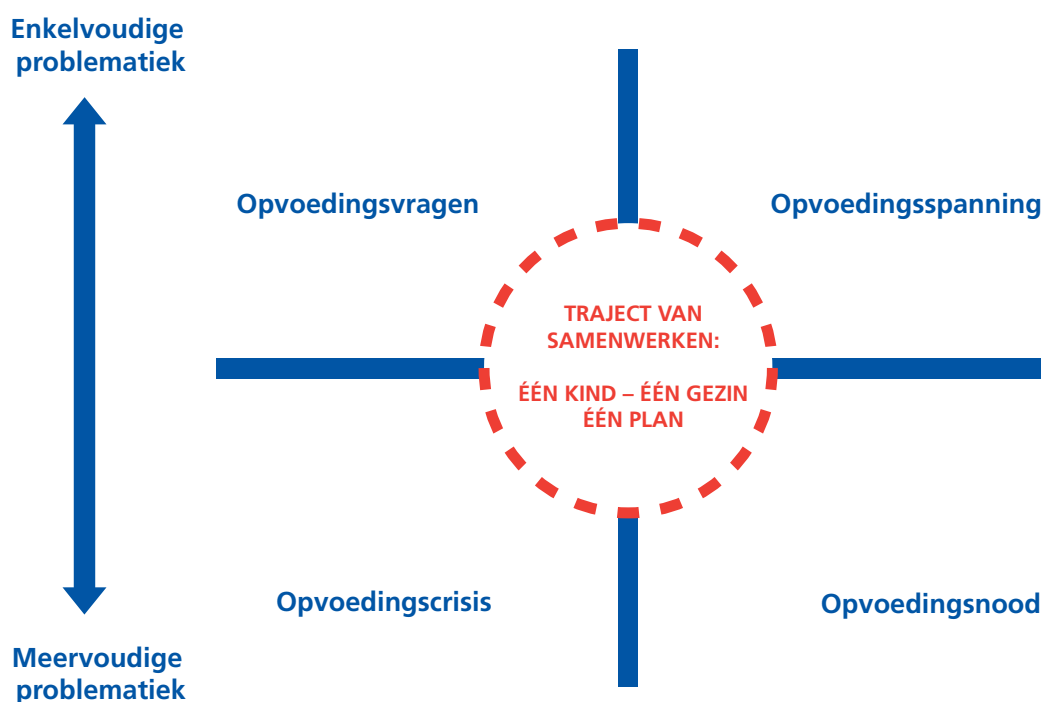 Enkelvoudige
problematiek
Opvoedingsvragen
Opvoedingsspanning
TRAJECT VAN
SAMENWERKEN:
ÉÉN KIND – ÉÉN GEZIN
ÉÉN PLAN
Opvoedingscrisis
Opvoedingsnood
Meervoudige
problematiek